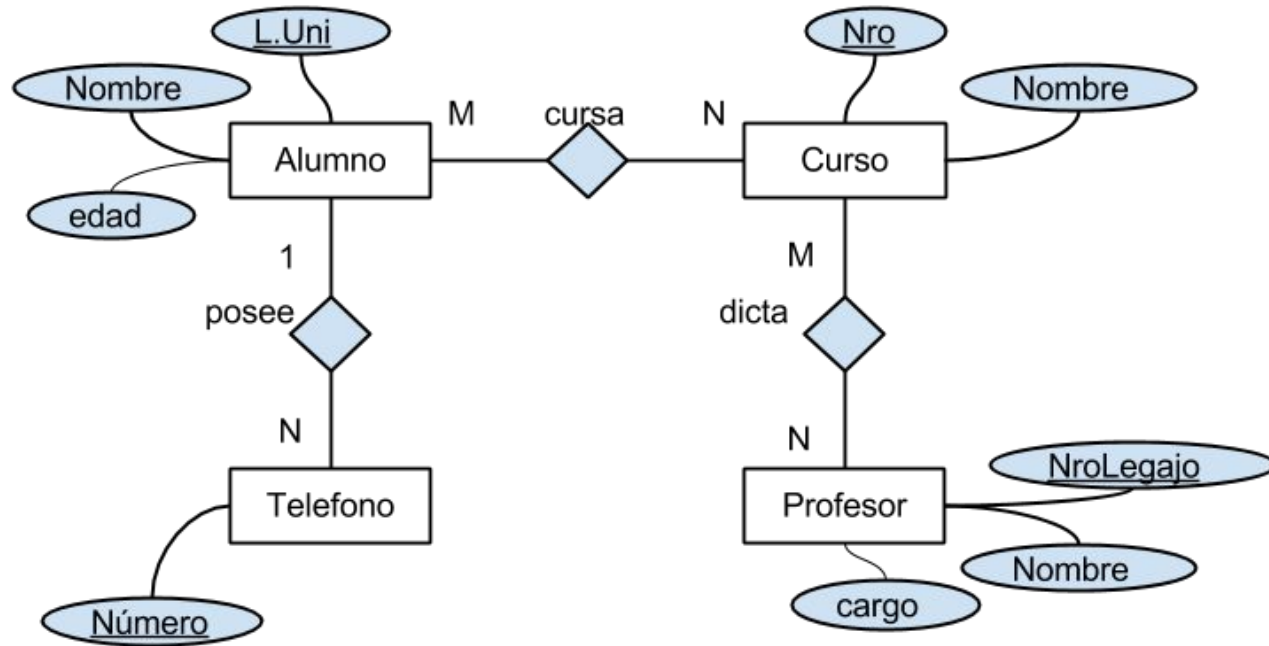 L.Uni
Nro
Nombre
Nombre
M
cursa
N
Alumno
Curso
edad
1
M
posee
dicta
N
N
NroLegajo
Telefono
Profesor
Nombre
cargo
Número